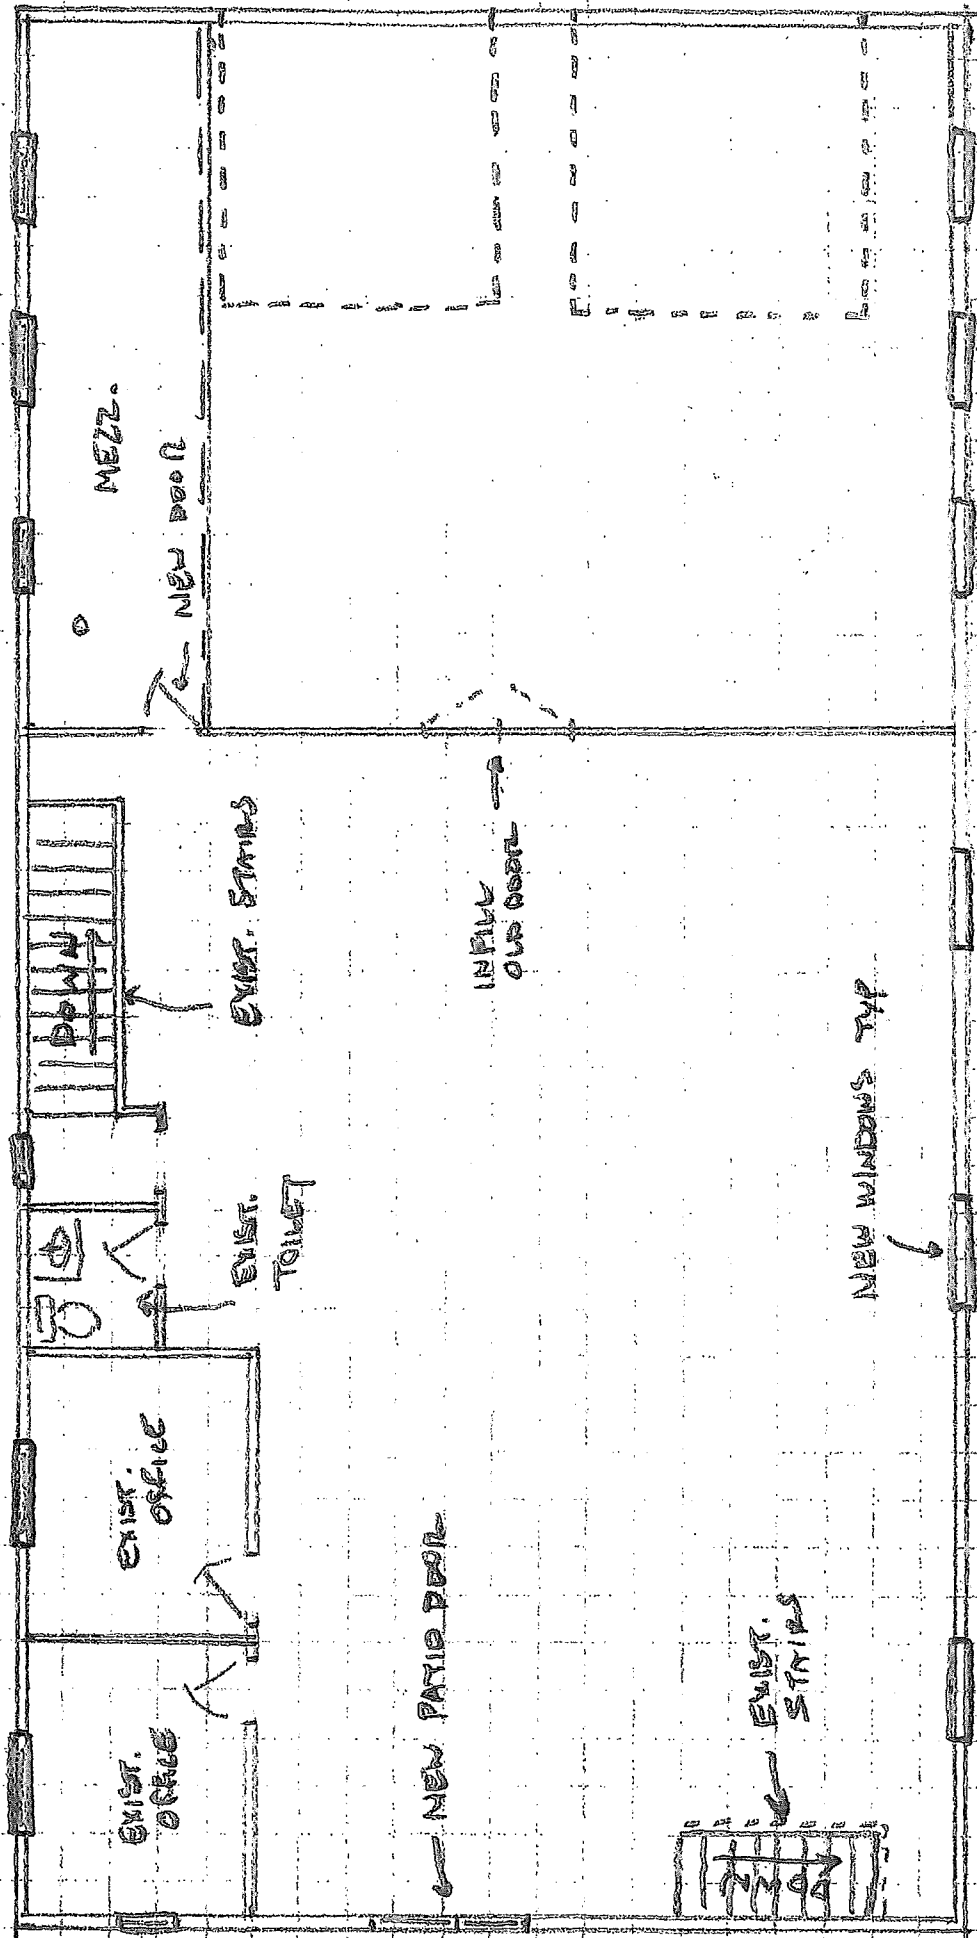 EXIST.
OFFICE
EXIST.
OFFICE
EXIST.
TOILET
DOWN
EXIST. STAIRS
MEZZ.
NEW DOOR
NEW PATIO DOOR
INFILL
OLD DOOR
DOWN
EXIST.
STAIRS
NEW WINDOWS TYP